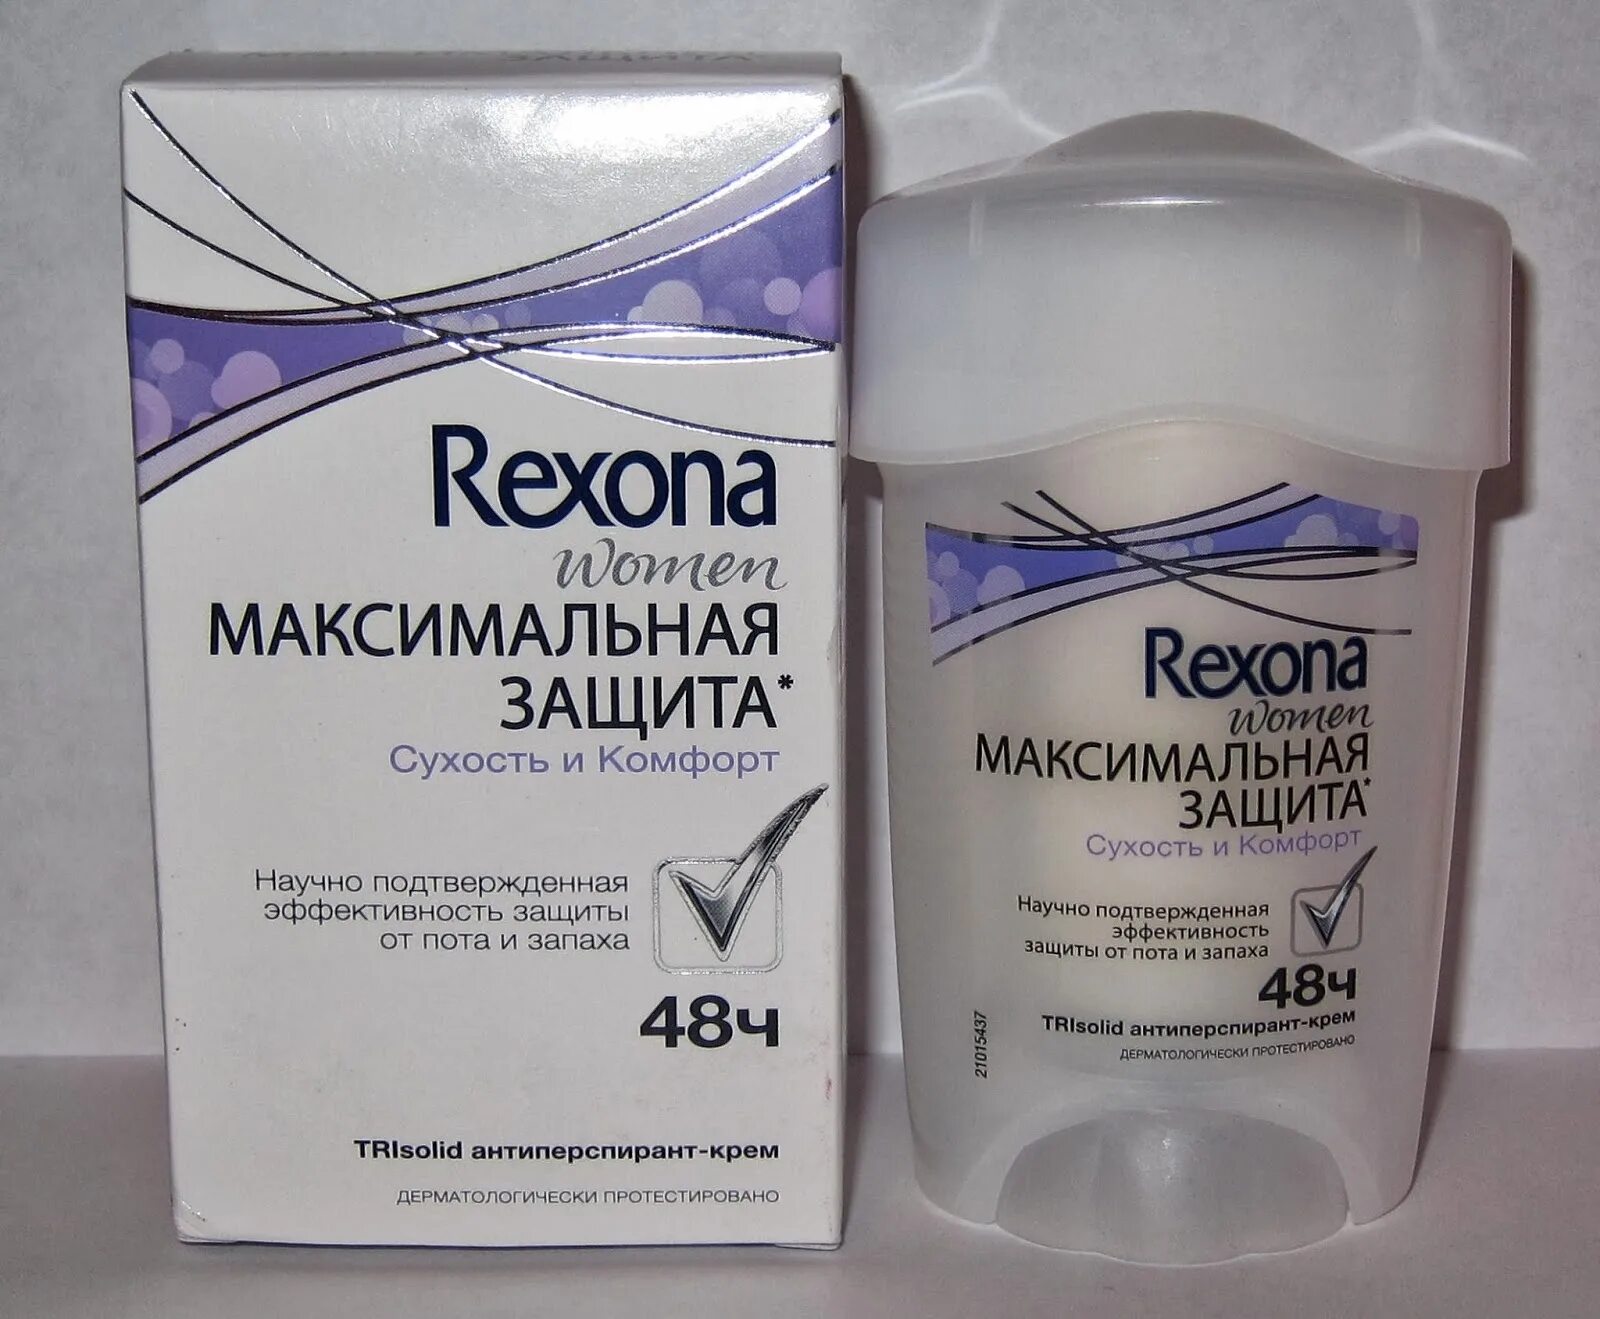 Rexona
women
МАКСИМАЛЬНАЯ
ЗАЩИТА*
Сухость и Комфорт
Научно подтвержденная
эффективность защиты
от пота и запаха
48ч
TRIsolid антиперспирант-крем
ДЕРМАТОЛОГИЧЕСКИ ПРОТЕСТИРОВАНО
Rexona
women
МАКСИМАЛЬНАЯ
ЗАЩИТА*
Сухость и Комфорт
Научно подтвержденная
эффективность
защиты от пота и запаха
48ч
TRIsolid антиперспирант-крем
ДЕРМАТОЛОГИЧЕСКИ ПРОТЕСТИРОВАНО
21015437